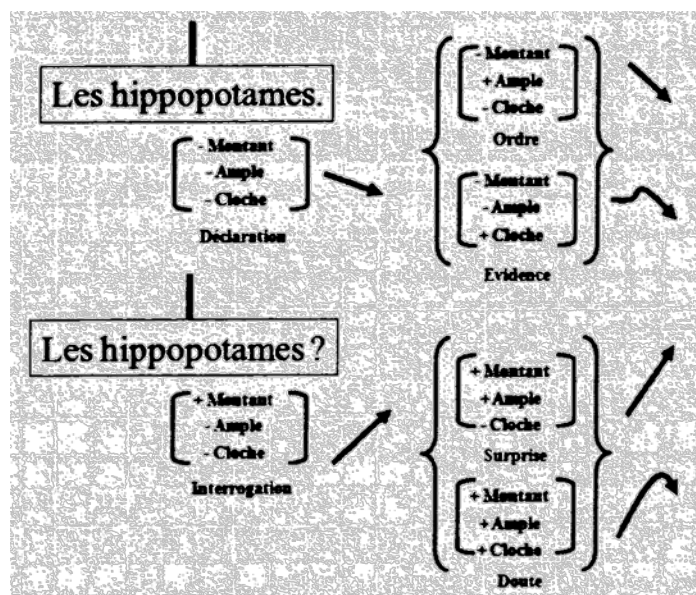 Les hippopotames.
- Montant
- Ample
- Cloche
Déclaration
- Montant
+ Ample
- Cloche
Ordre
- Montant
- Ample
+ Cloche
Evidence
Les hippopotames ?
+ Montant
- Ample
- Cloche
Interrogation
+ Montant
+ Ample
- Cloche
Surprise
+ Montant
+ Ample
+ Cloche
Doute